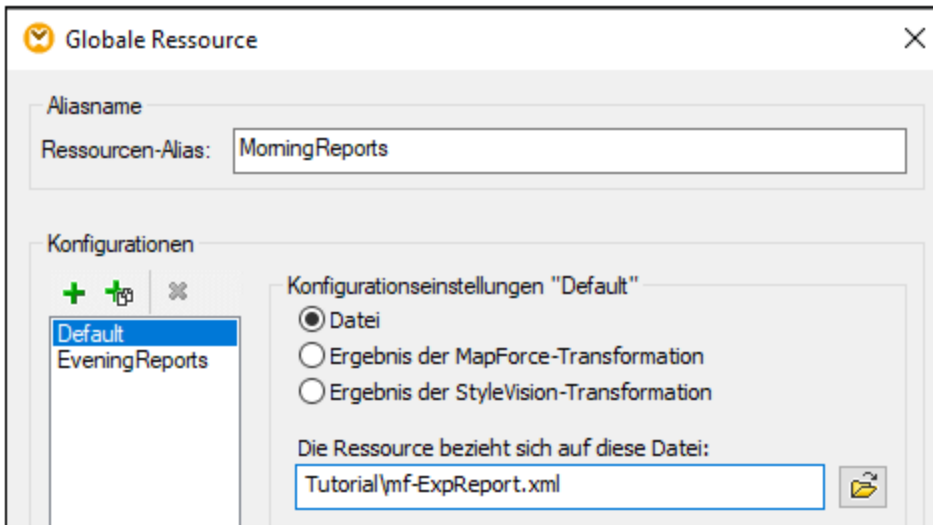 Globale Ressource
Aliasname
Ressourcen-Alias: MorningReports
Konfigurationen
Konfigurationseinstellungen "Default"
Default
EveningReports
Datei
Ergebnis der MapForce-Transformation
Ergebnis der StyleVision-Transformation
Die Ressource bezieht sich auf diese Datei:
Tutorial\mf-ExpReport.xml